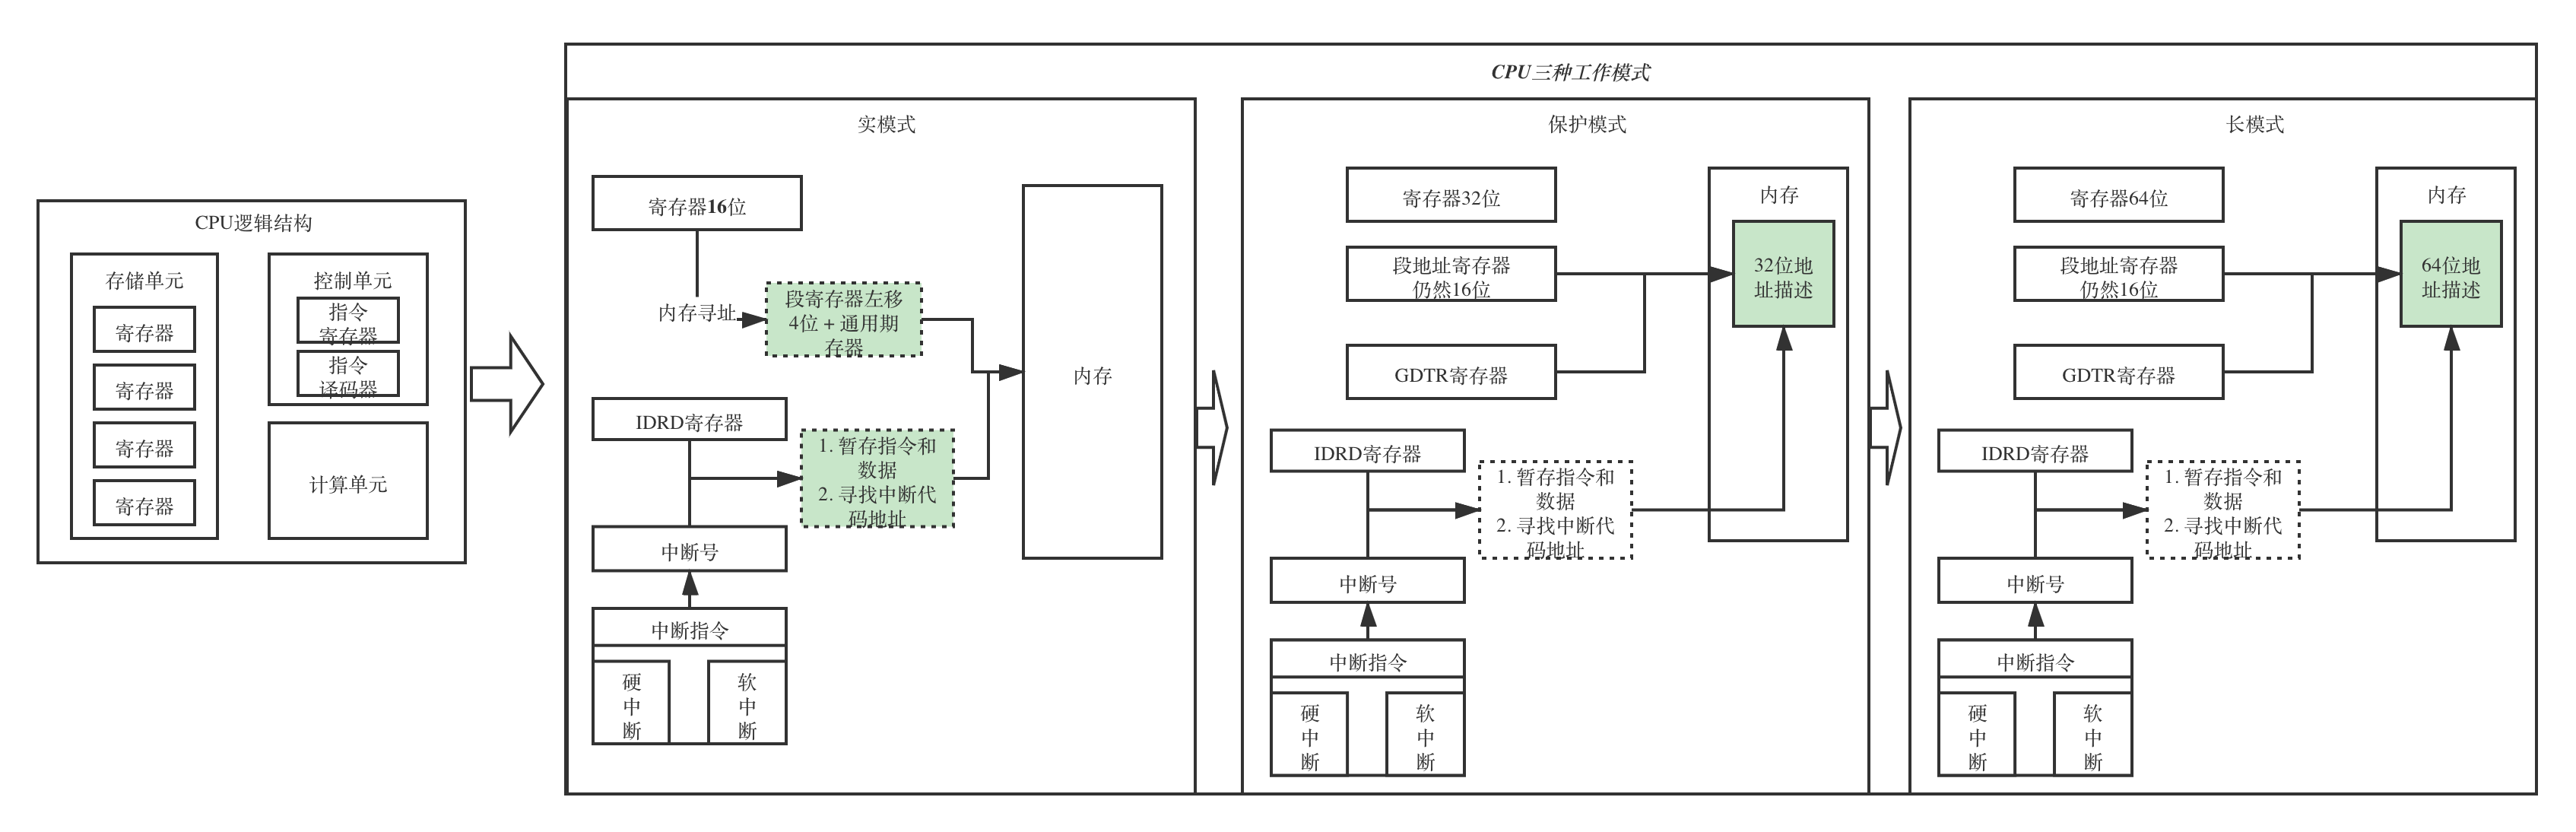 CPU三种工作模式
CPU逻辑结构
存储单元
寄存器
寄存器
寄存器
寄存器
控制单元
指令
寄存器
指令
译码器
计算单元
实模式
寄存器16位
内存寻址
段寄存器左移
4位 + 通用期
存器
内存
IDRD寄存器
1. 暂存指令和
数据
2. 寻找中断代
码地址
中断号
中断指令
硬
中
断
软
中
断
保护模式
寄存器32位
段地址寄存器
仍然16位
GDTR寄存器
内存
32位地
址描述
IDRD寄存器
1. 暂存指令和
数据
2. 寻找中断代
码地址
中断号
中断指令
硬
中
断
软
中
断
长模式
寄存器64位
段地址寄存器
仍然16位
GDTR寄存器
内存
64位地
址描述
IDRD寄存器
1. 暂存指令和
数据
2. 寻找中断代
码地址
中断号
中断指令
硬
中
断
软
中
断